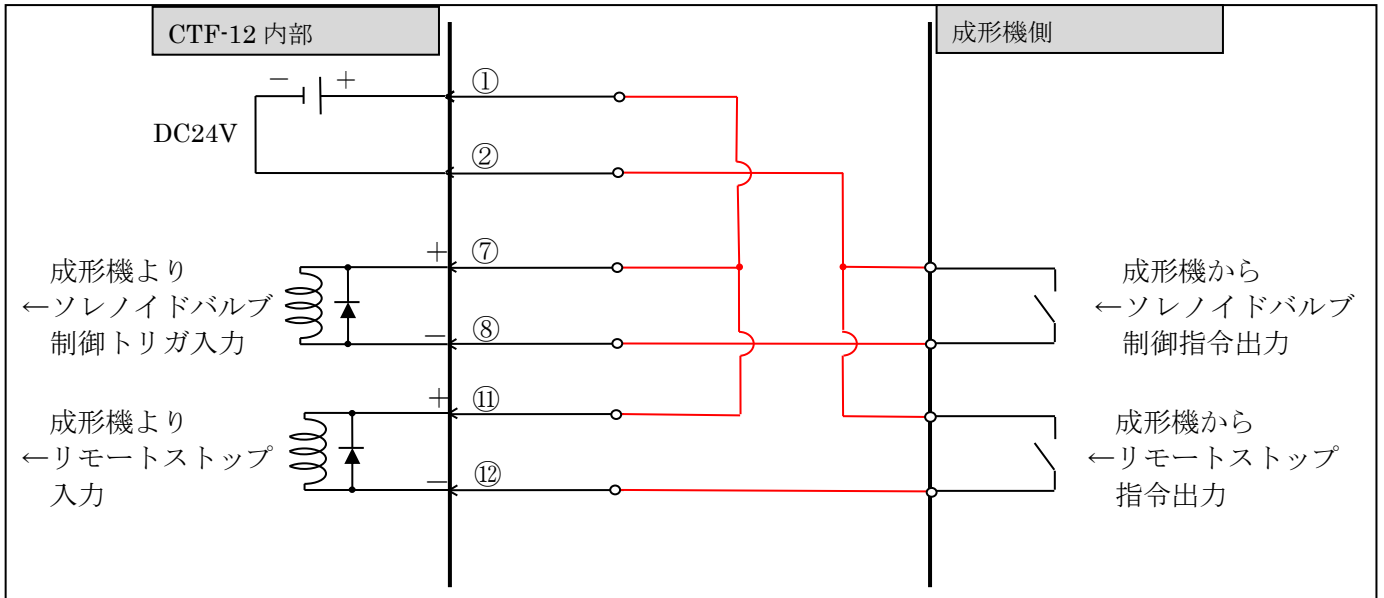 CTF-12 内部
成形機側
－ ＋
①
DC24V
②
＋ ⑦
成形機より
←ソレノイドバルブ
制御トリガ入力
－ ⑧
成形機から
←ソレノイドバルブ
制御指令出力
＋ ⑪
成形機より
←リモートストップ
入力
－ ⑫
成形機から
←リモートストップ
指令出力